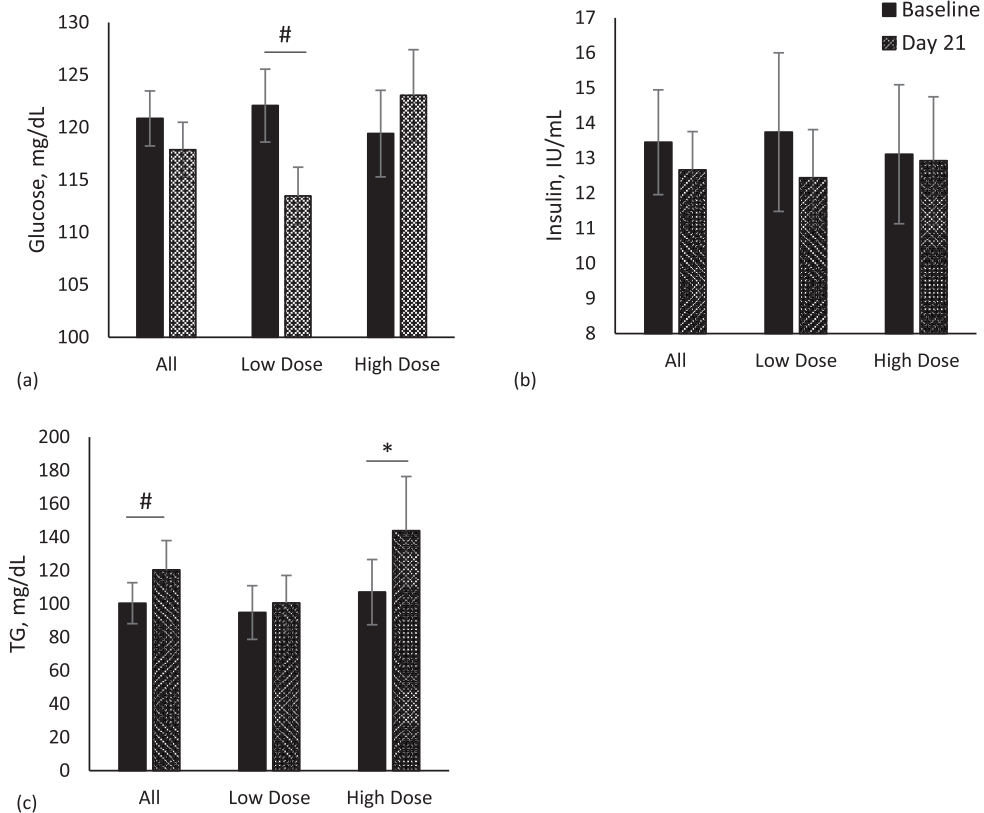 130
125
120
115
110
105
100
Glucose, mg/dL
#
All
Low Dose
High Dose
(a)
Baseline
Day 21
17
16
15
14
13
12
11
10
9
8
Insulin, IU/mL
All
Low Dose
High Dose
(b)
200
180
160
140
120
100
80
60
40
20
0
TG, mg/dL
#
*
All
Low Dose
High Dose
(c)